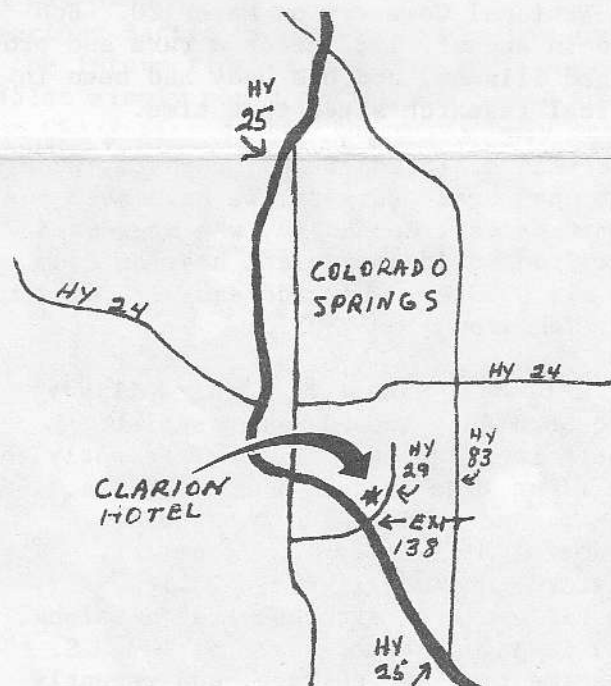 HY
25
COLORADO
SPRINGS
HY 24
HY 24
HY
29
HY
83
CLARION
HOTEL
EXIT
138
HY
25